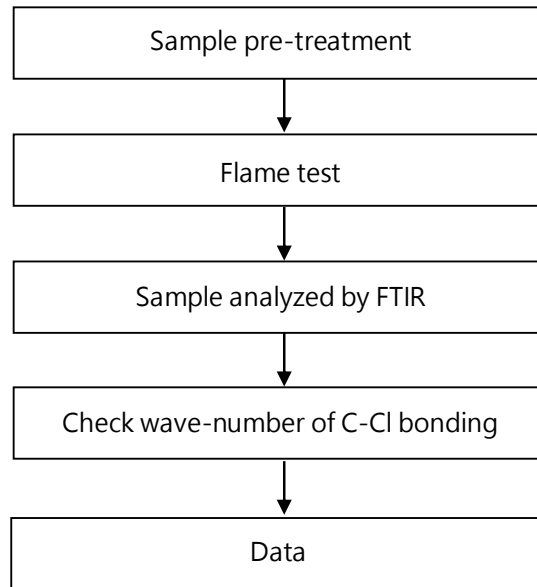 Sample pre-treatment
Flame test
Sample analyzed by FTIR
Check wave-number of C-Cl bonding
Data